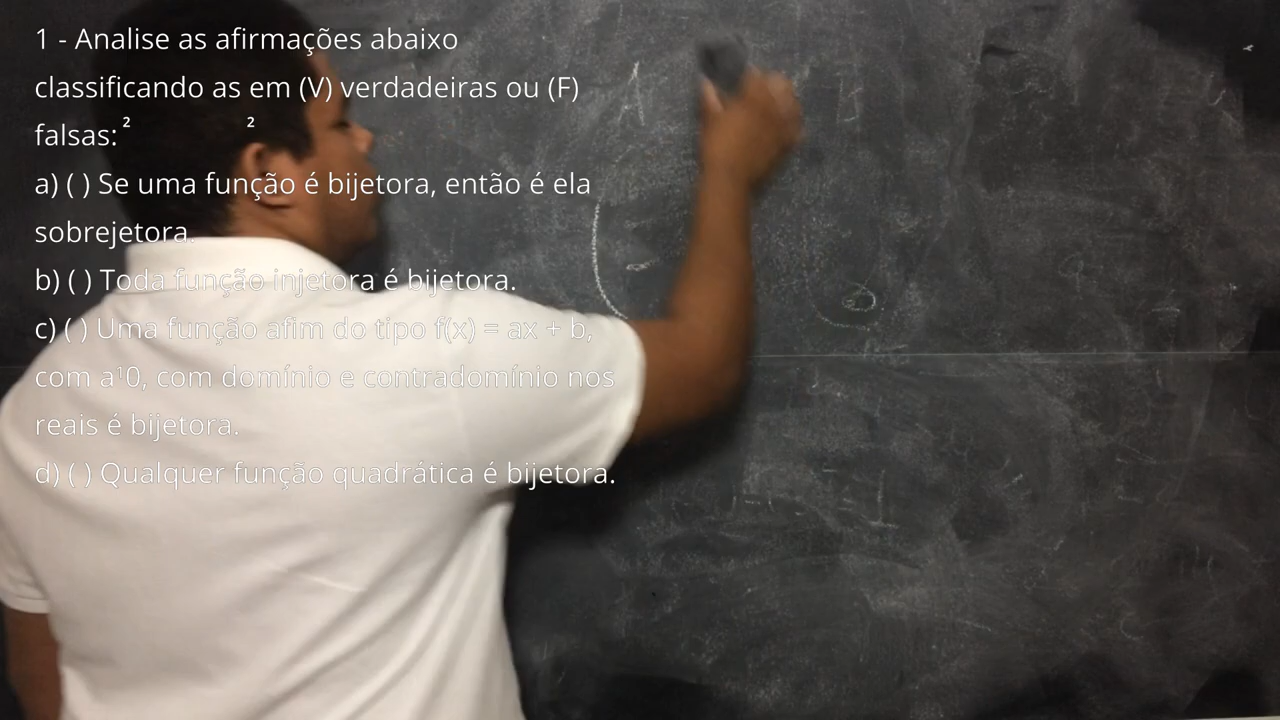 1 - Analise as afirmações abaixo
classificando as em (V) verdadeiras ou (F)
falsas: ² ²
a) ( ) Se uma função é bijetora, então é ela
sobrejetora.
b) ( ) Toda função injetora é bijetora.
c) ( ) Uma função afim do tipo f(x) = ax + b,
com a¹0, com domínio e contradomínio nos
reais é bijetora.
d) ( ) Qualquer função quadrática é bijetora.
A